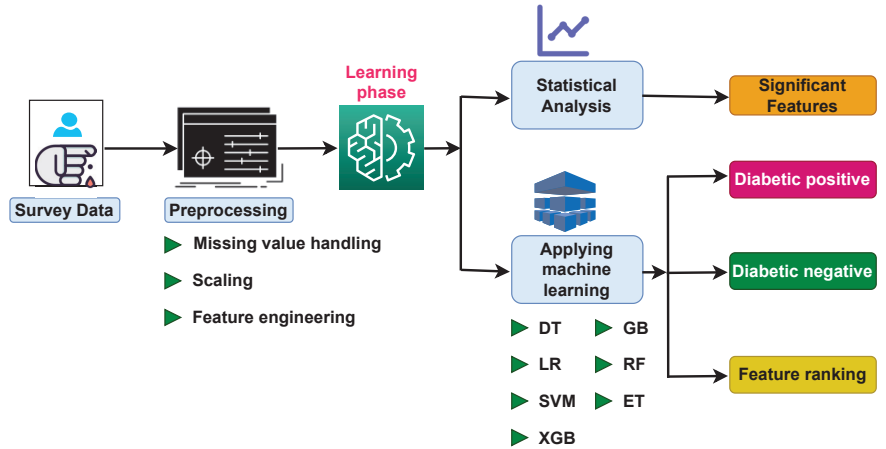 Learning
phase
Survey Data
Preprocessing
Missing value handling
Scaling
Feature engineering
Statistical
Analysis
Significant
Features
Applying
machine
learning
DT
GB
LR
RF
SVM
ET
XGB
Diabetic positive
Diabetic negative
Feature ranking